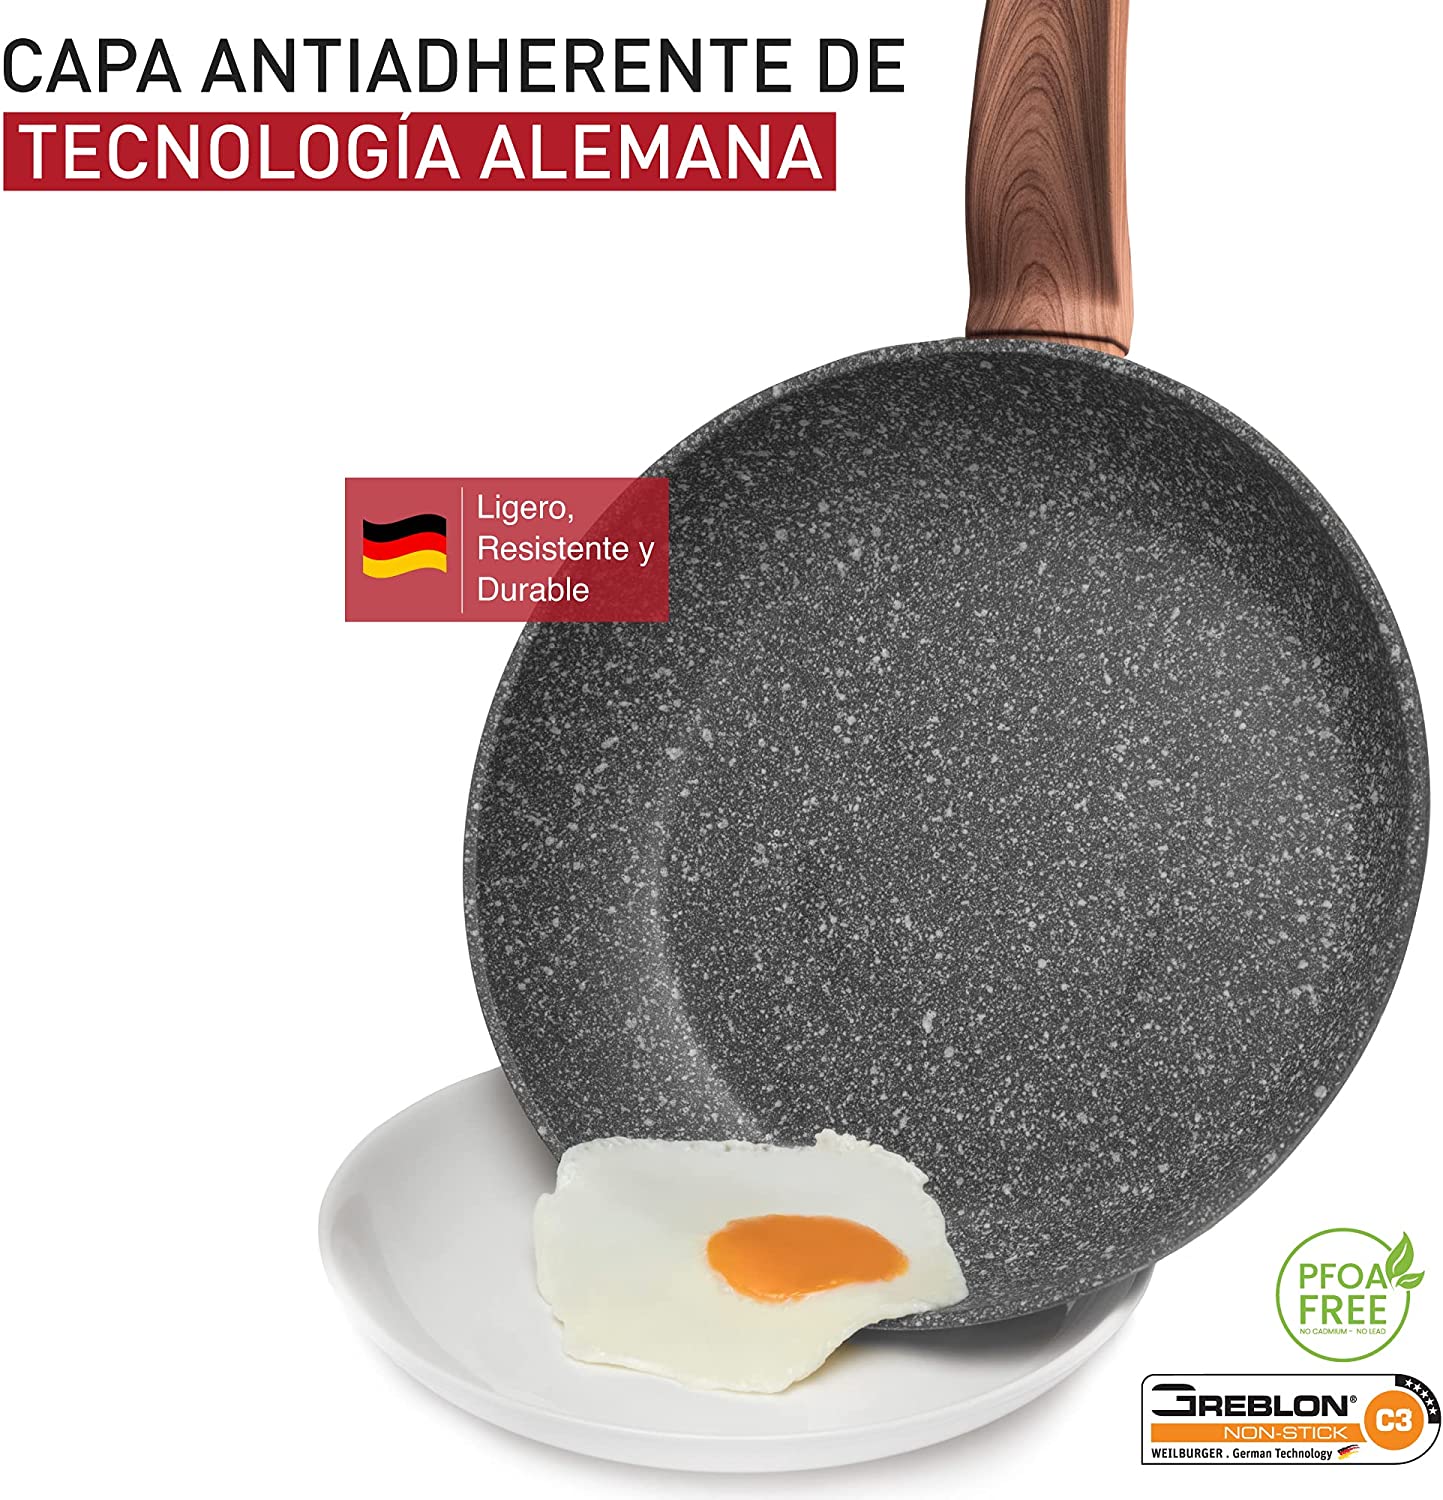 CAPA ANTIADHERENTE DE
TECNOLOGÍA ALEMANA
Ligero,
Resistente y
Durable
PFOA
FREE
NO CADMIUM - NO LEAD
GREBLON®
NON-STICK
C3
WEILBURGER . German Technology